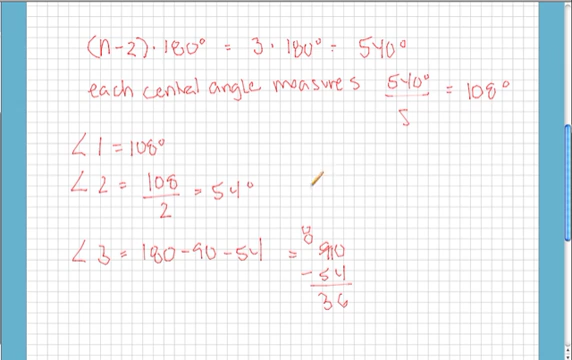 (n-2)·180° = 3·180° = 540°
each central angle measures 540°/5 = 108°
∠1 = 108°
∠2 = 108/2 = 54°
∠3 = 180-90-54 = 8 910
-54
36